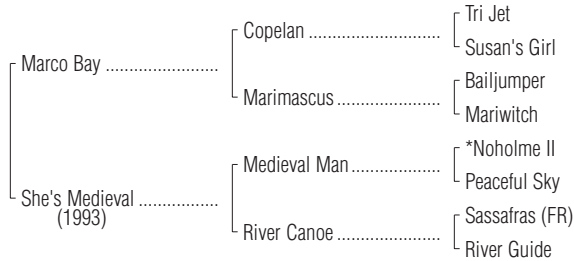 Tri Jet
Copelan
Susan's Girl
Marco Bay
Bailjumper
Marimascus
Mariwitch
*Noholme II
Medieval Man
Peaceful Sky
She's Medieval
(1993)
Sassafras (FR)
River Canoe
River Guide